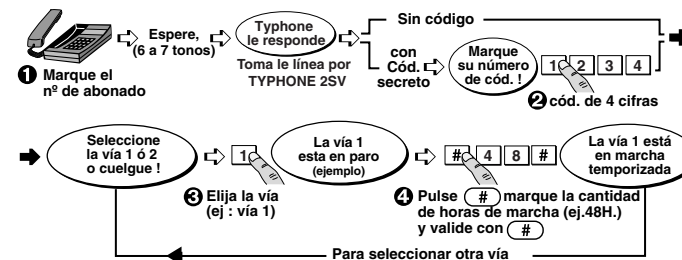 Espere,
(6 a 7 tonos)
Typhone
le responde
Toma le línea por
TYPHONE 2SV
Sin código
con
Cód.
secreto
Marque
su número
de cód. !
1 2 3 4
1 Marque el
nº de abonado
2 cód. de 4 cifras
Seleccione
la vía 1 ó 2
o cuelgue !
1
La vía 1
esta en paro
(ejemplo)
# 4 8 #
La vía 1 está
en marcha
temporizada
3 Elija la vía
(ej : vía 1)
4 Pulse # marque la cantidad
de horas de marcha (ej.48H.)
y valide con #
Para seleccionar otra vía